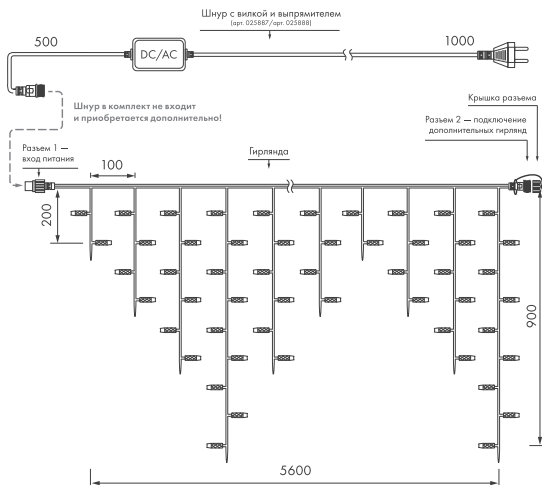 Шнур с вилкой и выпрямителем
(арт. 025887/арт. 025888)
500
DC/AC
1000
Шнур в комплект не входит
и приобретается дополнительно!
Крышка разъема
Разъем 2 — подключение
дополнительных гирлянд
Разъем 1 —
вход питания
100
Гирлянда
200
900
5600